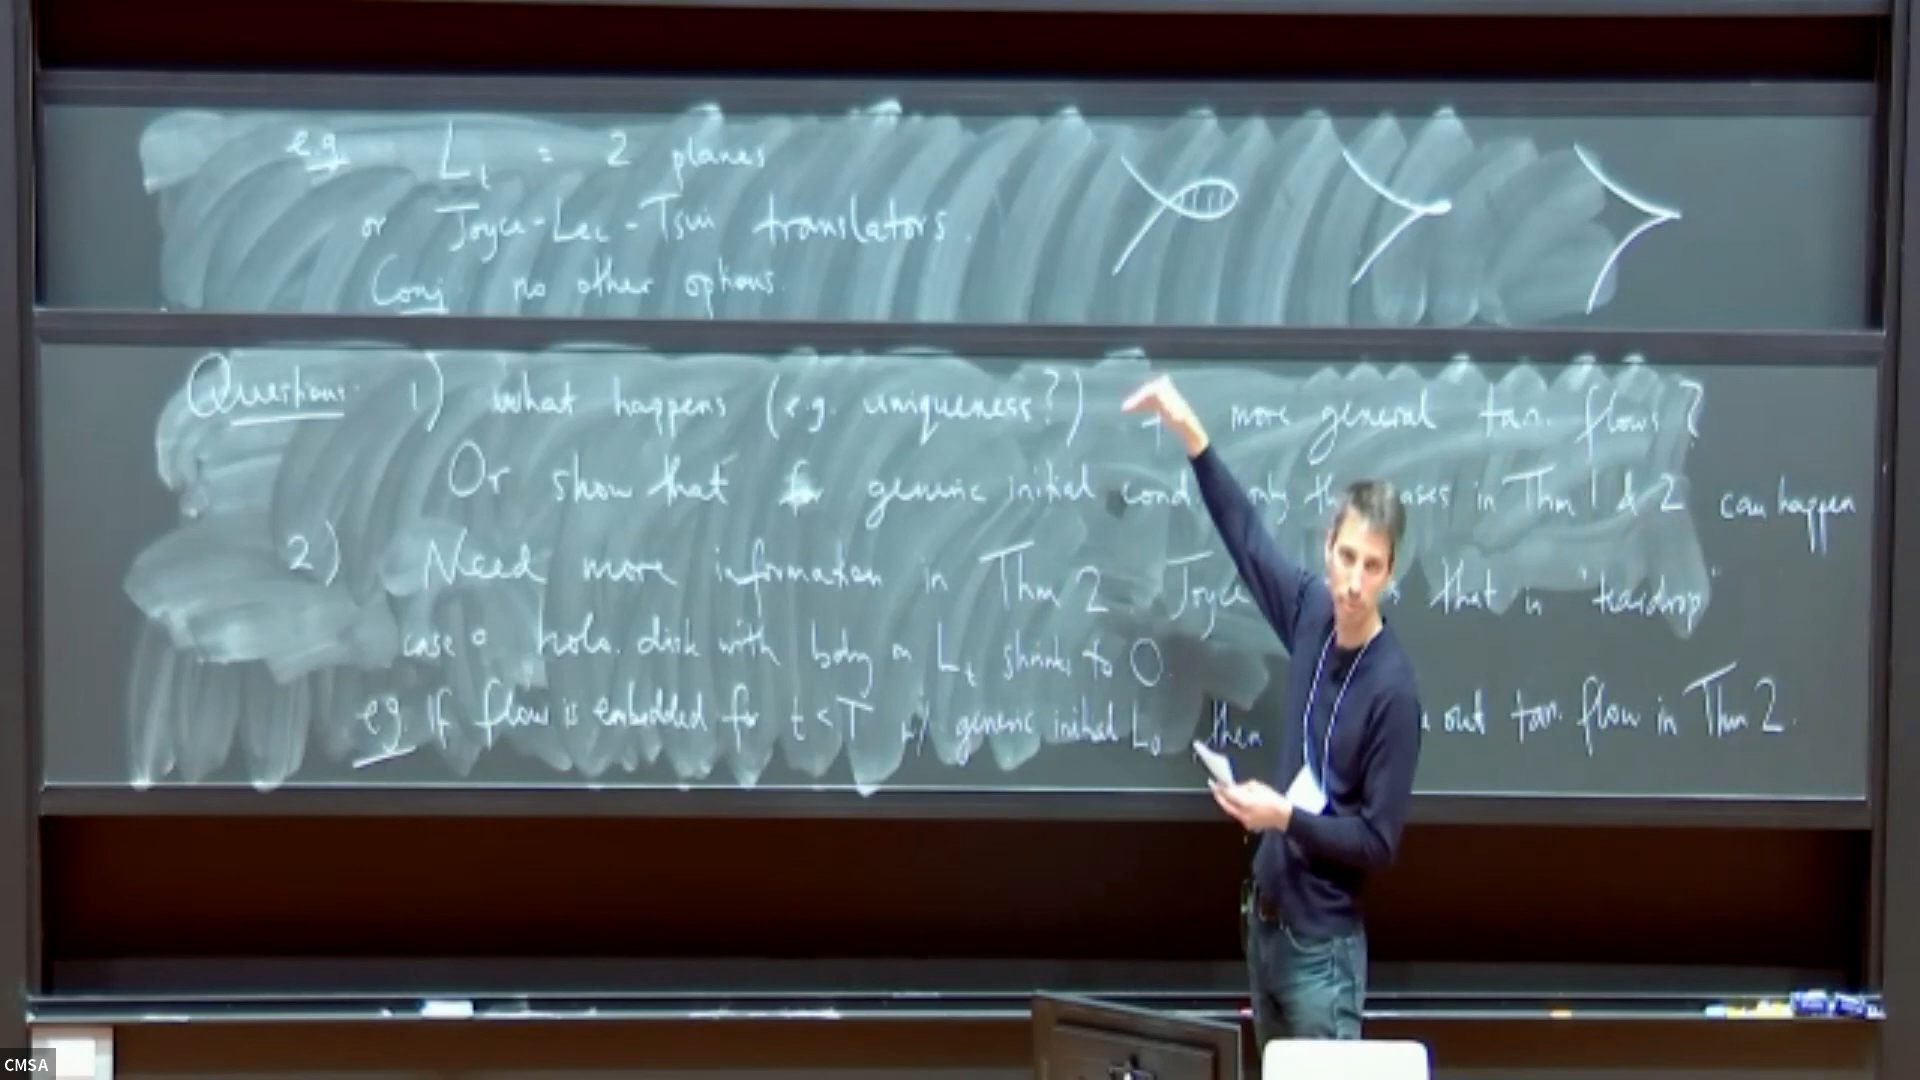 e.g. L_t = 2 planes
or Joyce-Lee-Tsui translators.
Conj no other options.
Questions: 1) What happens (e.g. uniqueness?) more general tan. flows?
Or show that for generic initial cond only the cases in Thm 1 & 2 can happen
2) Need more information in Thm 2 Joyce that in "teardrop"
case a holo. disk with bdry on L_t shrinks to 0.
e.g. If flow is embedded for t < T w/ generic initial L_0, then out tan. flow in Thm 2.
CMSA